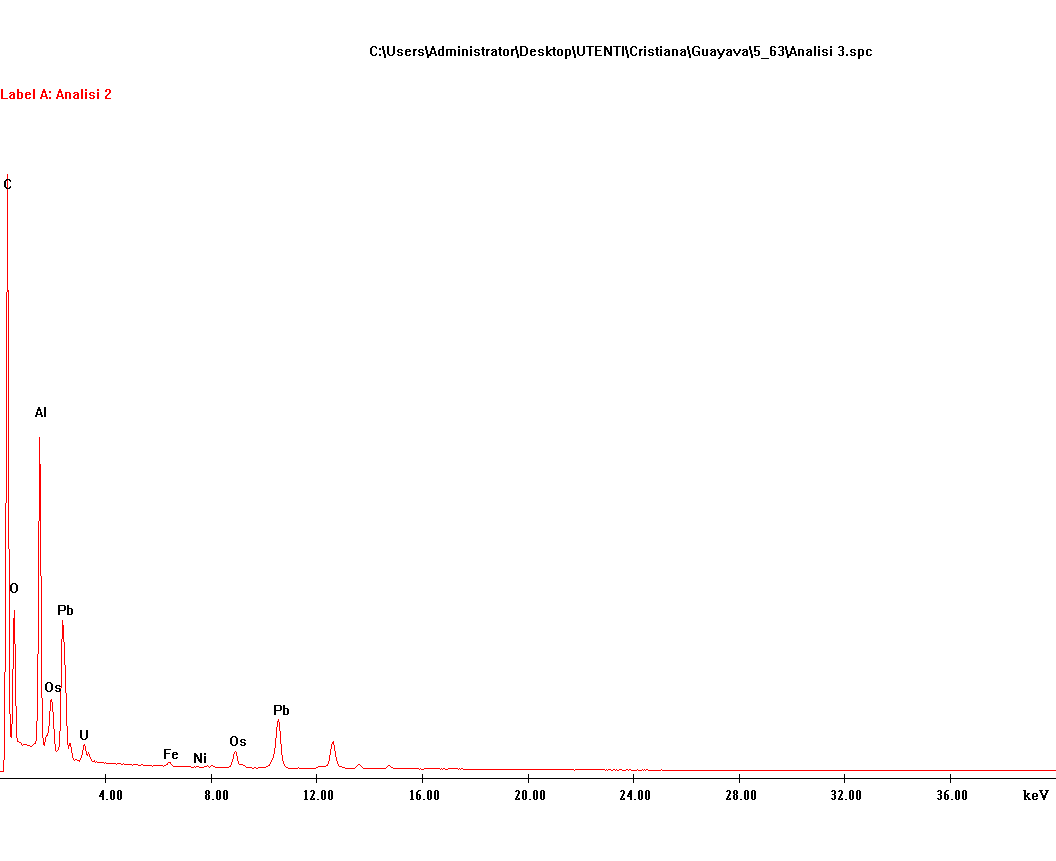 C:\Users\Administrator\Desktop\UTENTI\Cristiana\Guayava\5_63\Analisi 3.spc
Label A: Analisi 2
C
Al
O
Pb
Os
U
Fe
Ni
Os
Pb
4.00 8.00 12.00 16.00 20.00 24.00 28.00 32.00 36.00 keV